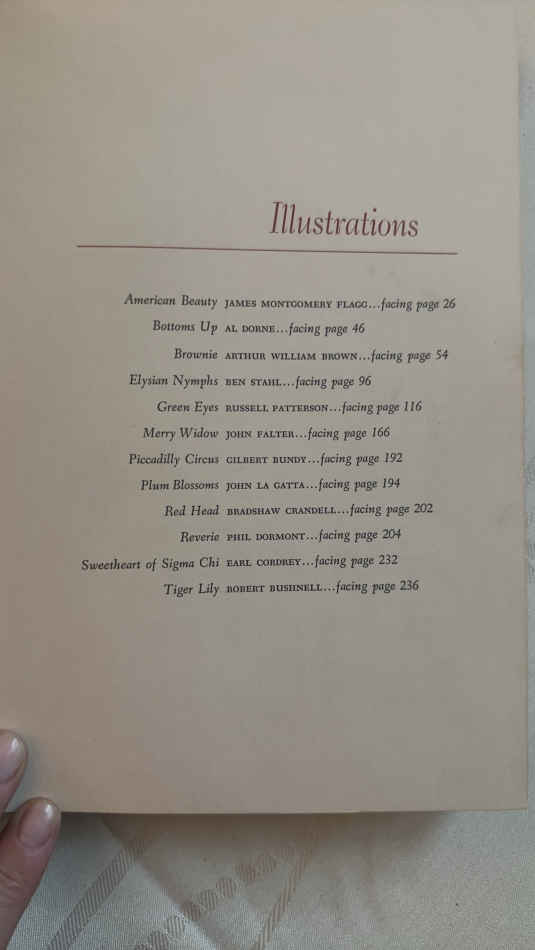 Illustrations
American Beauty JAMES MONTGOMERY FLAGG...facing page 26
Bottoms Up AL DORNE...facing page 46
Brownie ARTHUR WILLIAM BROWN...facing page 54
Elysian Nymphs BEN STAHL...facing page 96
Green Eyes RUSSELL PATTERSON...facing page 116
Merry Widow JOHN FALTER...facing page 166
Piccadilly Circus GILBERT BUNDY...facing page 192
Plum Blossoms JOHN LA GATTA...facing page 194
Red Head BRADSHAW CRANDELL...facing page 202
Reverie PHIL DORMONT...facing page 204
Sweetheart of Sigma Chi EARL CORDREY...facing page 232
Tiger Lily ROBERT BUSHNELL...facing page 236